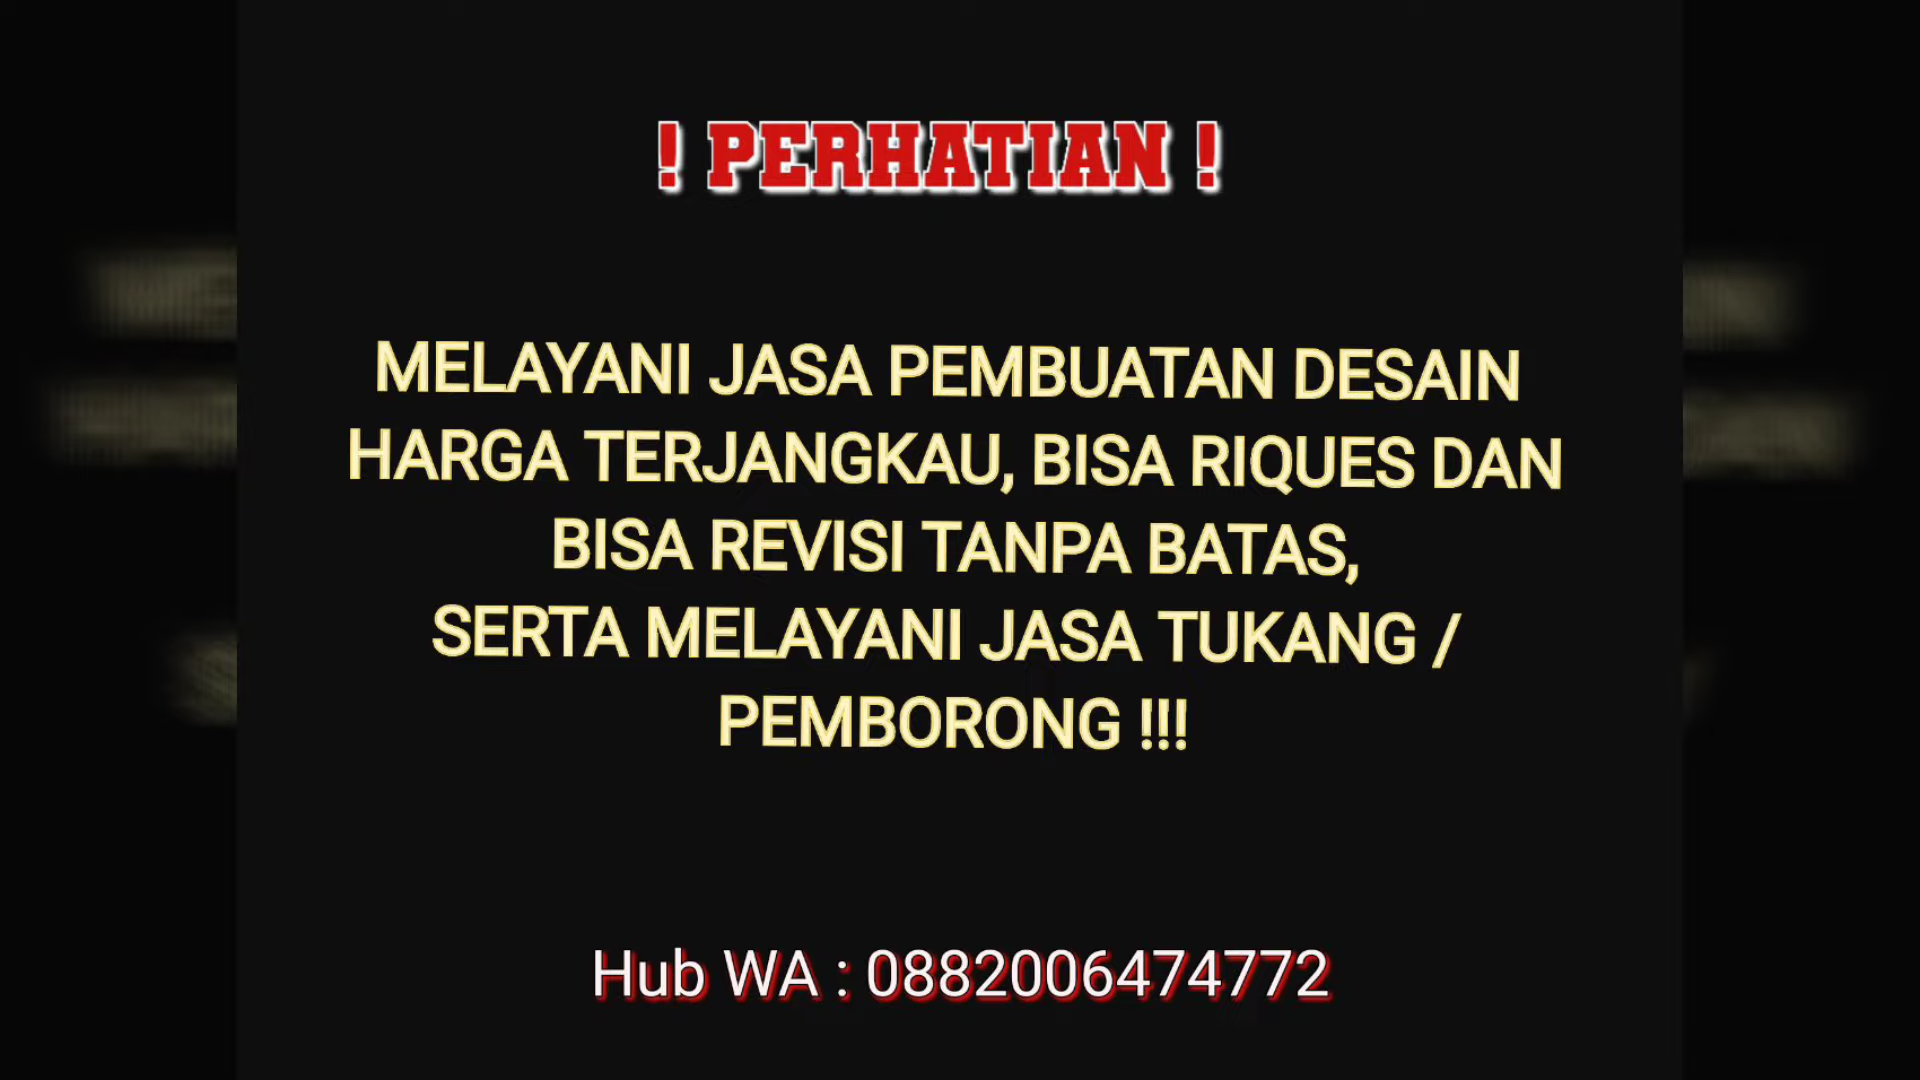 ! PERHATIAN !
MELAYANI JASA PEMBUATAN DESAIN
HARGA TERJANGKAU, BISA RIQUES DAN
BISA REVISI TANPA BATAS,
SERTA MELAYANI JASA TUKANG /
PEMBORONG !!!
Hub WA : 0882006474772